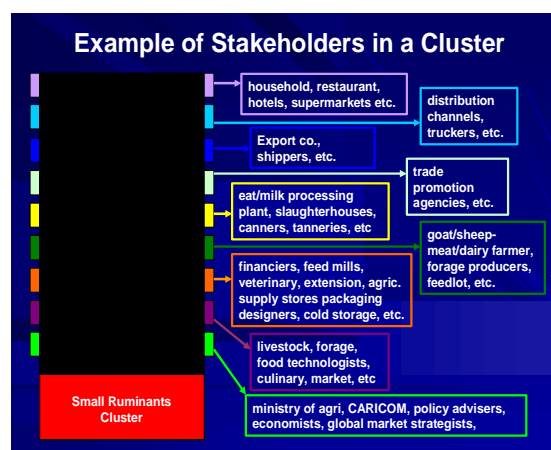 Example of Stakeholders in a Cluster
household, restaurant,
hotels, supermarkets etc.
distribution
channels,
truckers, etc.
Export co.,
shippers, etc.
trade
promotion
agencies, etc.
eat/milk processing
plant, slaughterhouses,
canners, tanneries, etc
goat/sheep-
meat/dairy farmer,
forage producers,
feedlot, etc.
financiers, feed mills,
veterinary, extension, agric.
supply stores packaging
designers, cold storage, etc.
livestock, forage,
food technologists,
culinary, market, etc
Small Ruminants
Cluster
ministry of agri, CARICOM, policy advisers,
economists, global market strategists,